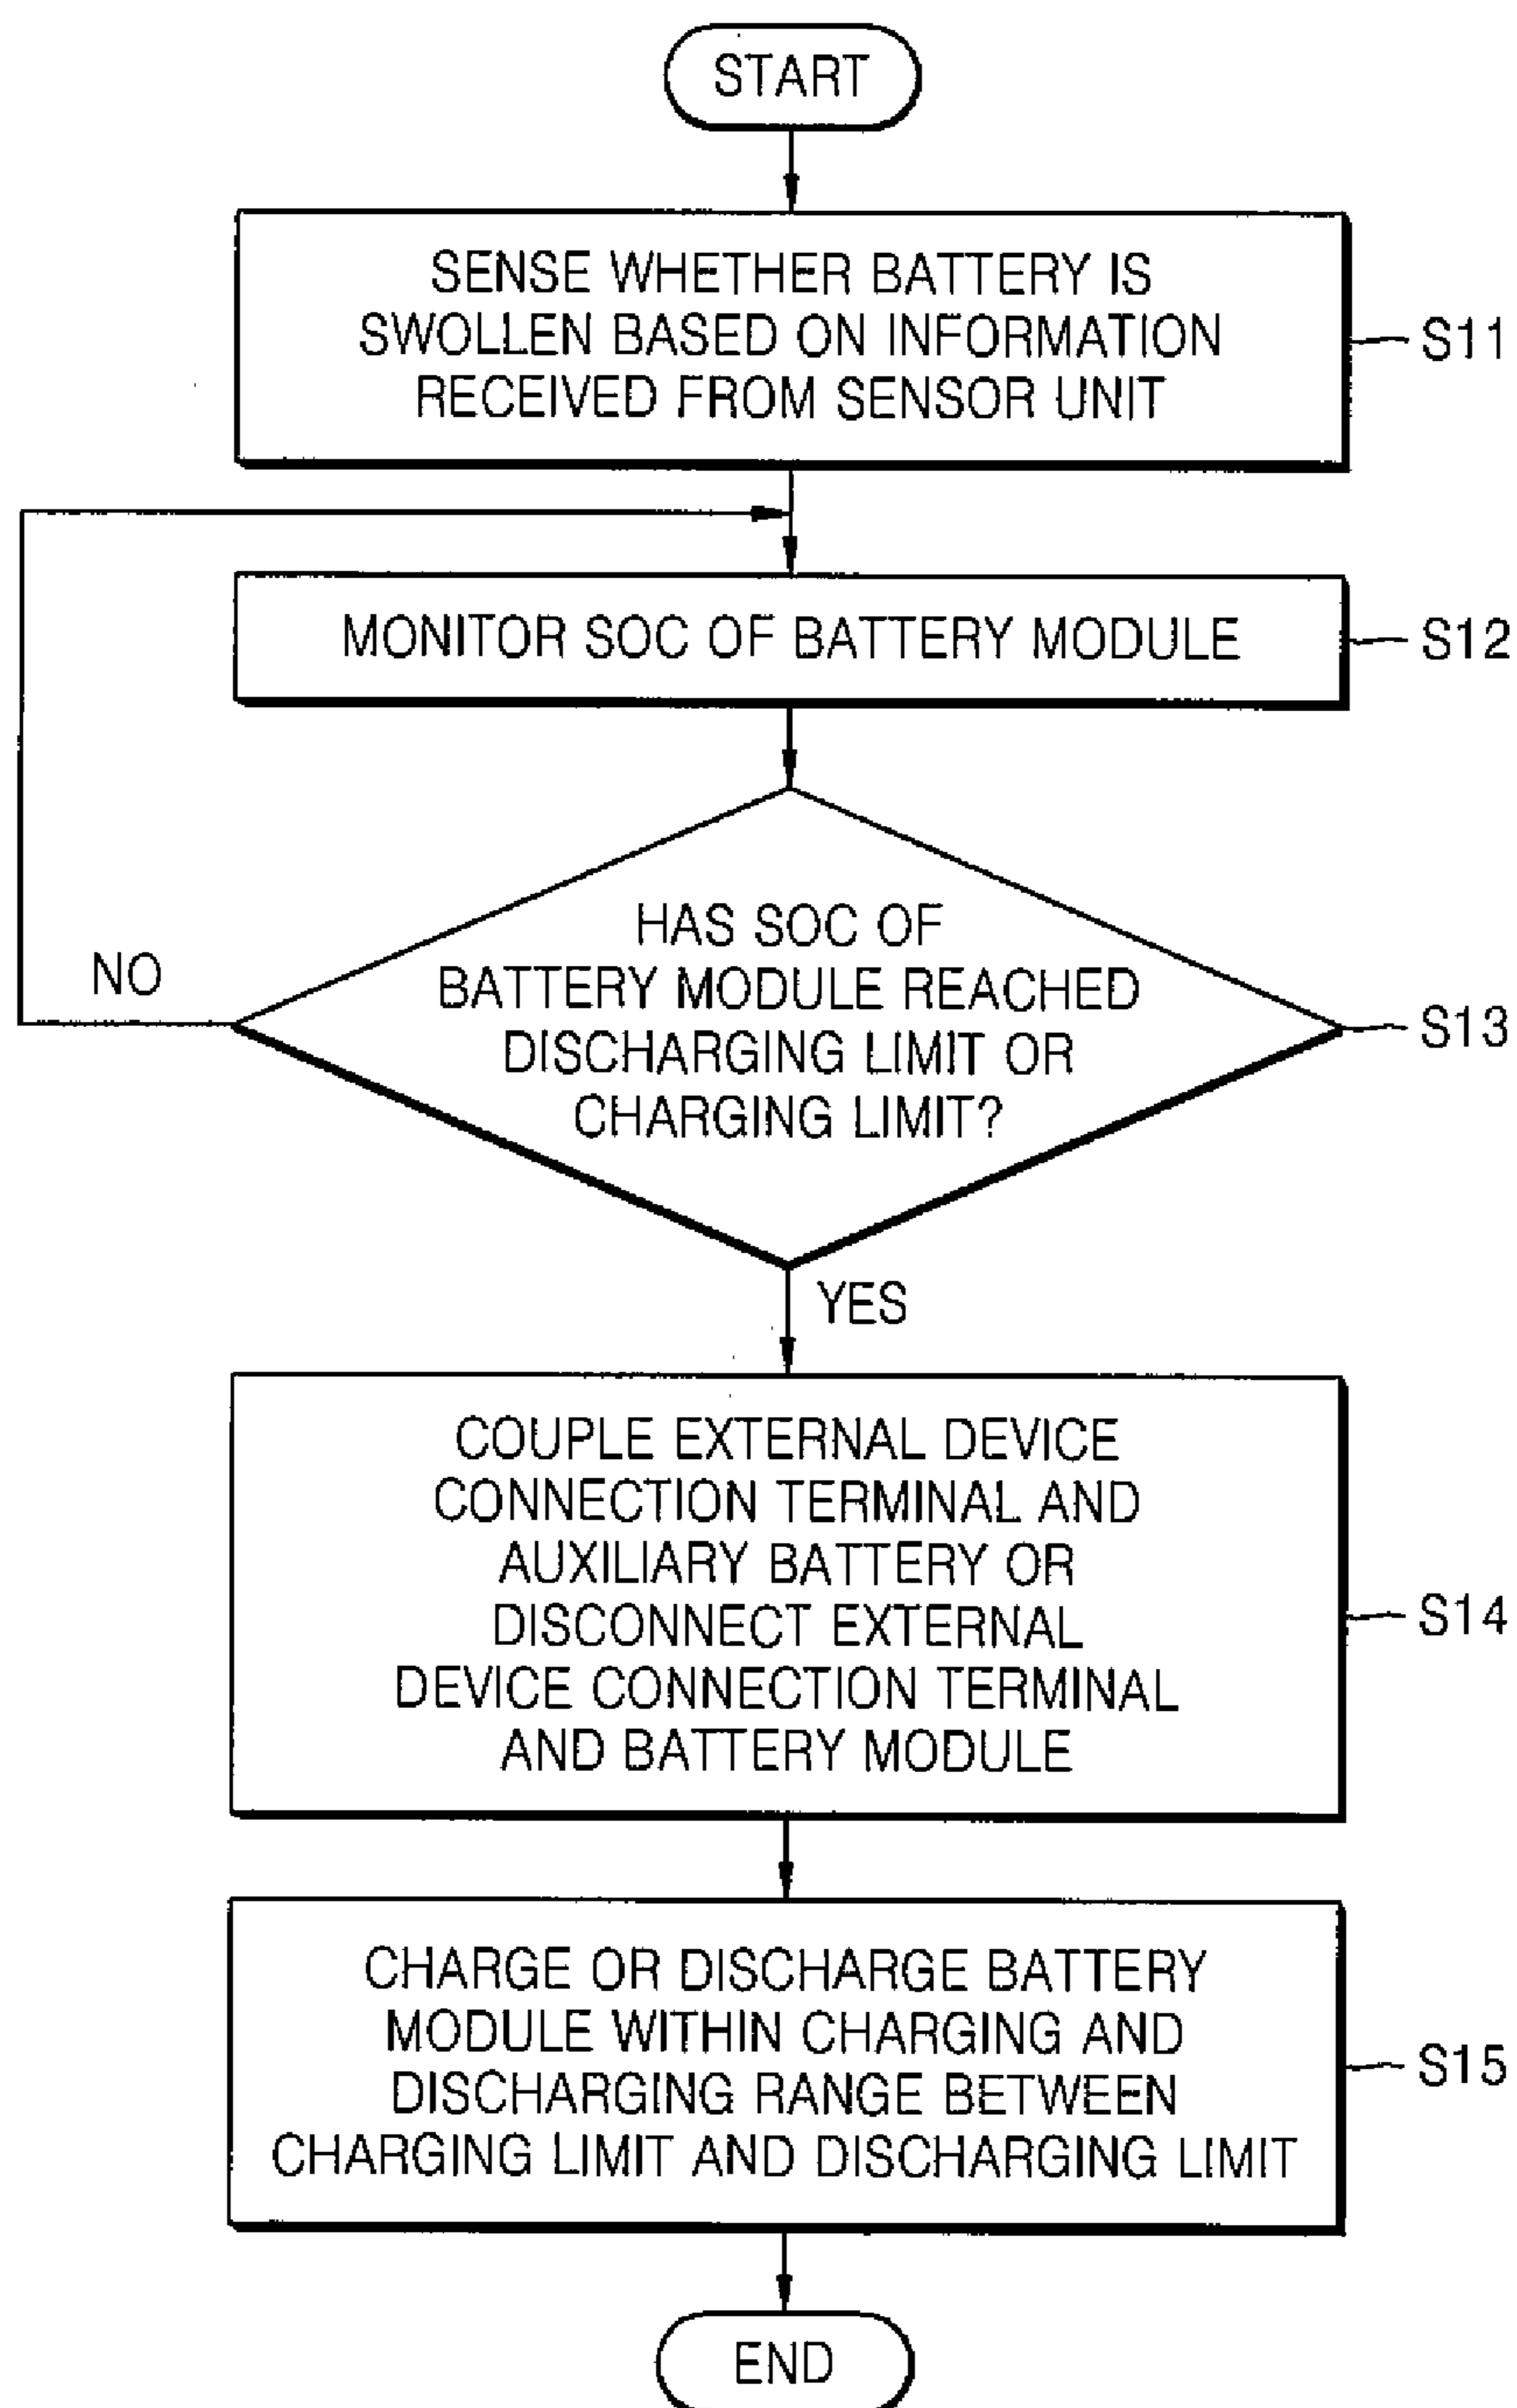 START
SENSE WHETHER BATTERY IS
SWOLLEN BASED ON INFORMATION
RECEIVED FROM SENSOR UNIT
S11
MONITOR SOC OF BATTERY MODULE
S12
HAS SOC OF
BATTERY MODULE REACHED
DISCHARGING LIMIT OR
CHARGING LIMIT?
S13
NO
YES
COUPLE EXTERNAL DEVICE
CONNECTION TERMINAL AND
AUXILIARY BATTERY OR
DISCONNECT EXTERNAL
DEVICE CONNECTION TERMINAL
AND BATTERY MODULE
S14
CHARGE OR DISCHARGE BATTERY
MODULE WITHIN CHARGING AND
DISCHARGING RANGE BETWEEN
CHARGING LIMIT AND DISCHARGING LIMIT
S15
END